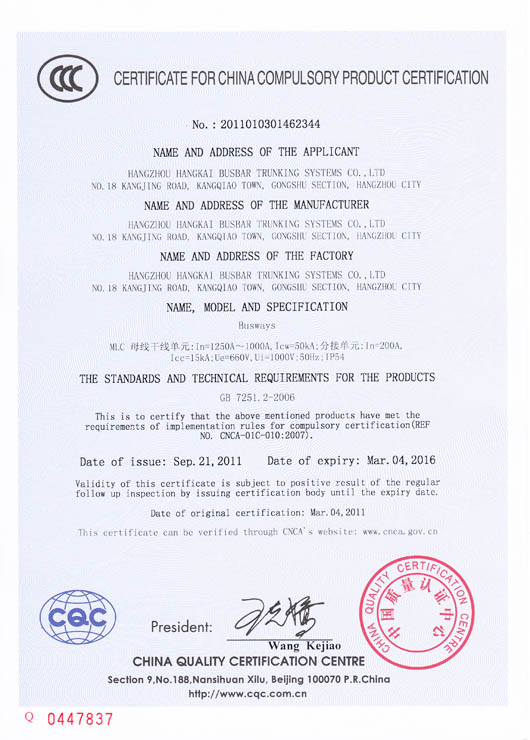 CCC
CERTIFICATE FOR CHINA COMPULSORY PRODUCT CERTIFICATION
No.: 2011010301462344
NAME AND ADDRESS OF THE APPLICANT
HANGZHOU HANGKAI BUSBAR TRUNKING SYSTEMS CO.,LTD
NO.18 KANGJING ROAD, KANGQIAO TOWN, GONGSHU SECTION, HANGZHOU CITY
NAME AND ADDRESS OF THE MANUFACTURER
HANGZHOU HANGKAI BUSBAR TRUNKING SYSTEMS CO.,LTD
NO.18 KANGJING ROAD, KANGQIAO TOWN, GONGSHU SECTION, HANGZHOU CITY
NAME AND ADDRESS OF THE FACTORY
HANGZHOU HANGKAI BUSBAR TRUNKING SYSTEMS CO.,LTD
NO.18 KANGJING ROAD, KANGQIAO TOWN, GONGSHU SECTION, HANGZHOU CITY
NAME, MODEL AND SPECIFICATION
Busways
MLC 母线干线单元:In=1250A～1000A, Icw=50kA;分接单元:In=200A,
Icc=15kA;Ue=660V,Ui=1000V;50Hz;IP54
THE STANDARDS AND TECHNICAL REQUIREMENTS FOR THE PRODUCTS
GB 7251.2-2006
This is to certify that the above mentioned products have met the
requirements of implementation rules for compulsory certification(REF
NO. CNCA-01C-010:2007).
Date of issue: Sep.21,2011 Date of expiry: Mar.04,2016
Validity of this certificate is subject to positive result of the regular
follow up inspection by issuing certification body until the expiry date.
Date of original certification: Mar.04,2011
This certificate can be verified through CNCA's website: www.cnca.gov.cn
CQC
President:
Wang Kejiao
CHINA QUALITY CERTIFICATION CENTRE
中国质量认证中心
CHINA QUALITY CERTIFICATION CENTRE
Section 9,No.188,Nansihuan Xilu, Beijing 100070 P.R.China
http://www.cqc.com.cn
Q 0447837